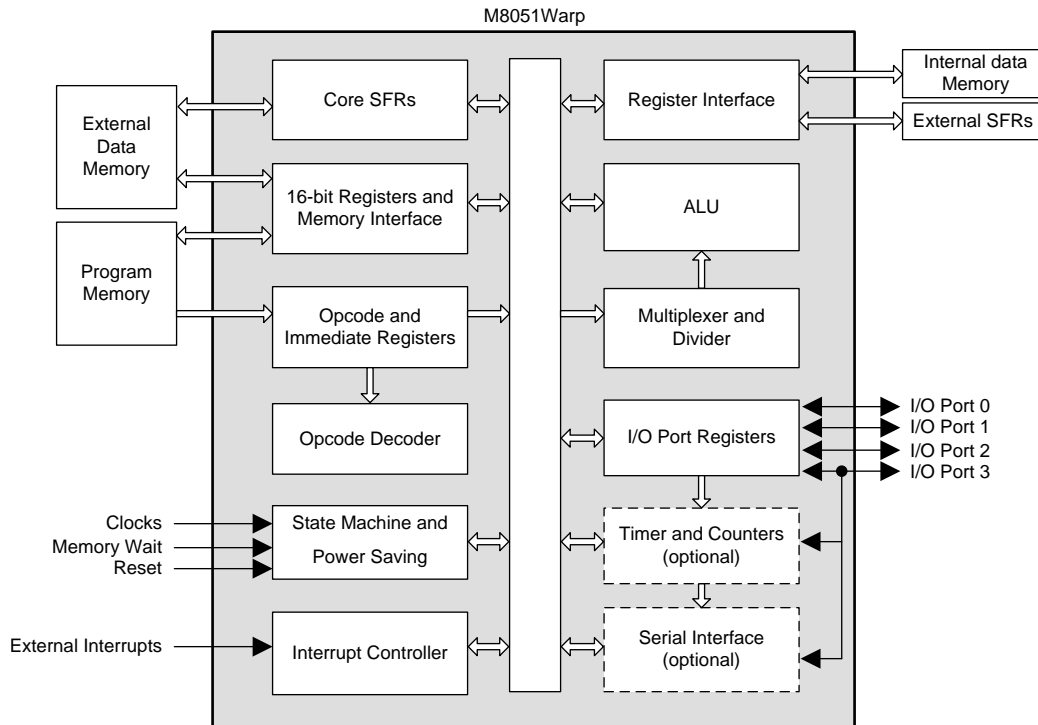 M8051Warp
External
Data
Memory
Program
Memory
Core SFRs
16-bit Registers and
Memory Interface
Opcode and
Immediate Registers
Opcode Decoder
Clocks
Memory Wait
Reset
State Machine and
Power Saving
External Interrupts
Interrupt Controller
Register Interface
Internal data
Memory
External SFRs
ALU
Multiplexer and
Divider
I/O Port Registers
I/O Port 0
I/O Port 1
I/O Port 2
I/O Port 3
Timer and Counters
(optional)
Serial Interface
(optional)